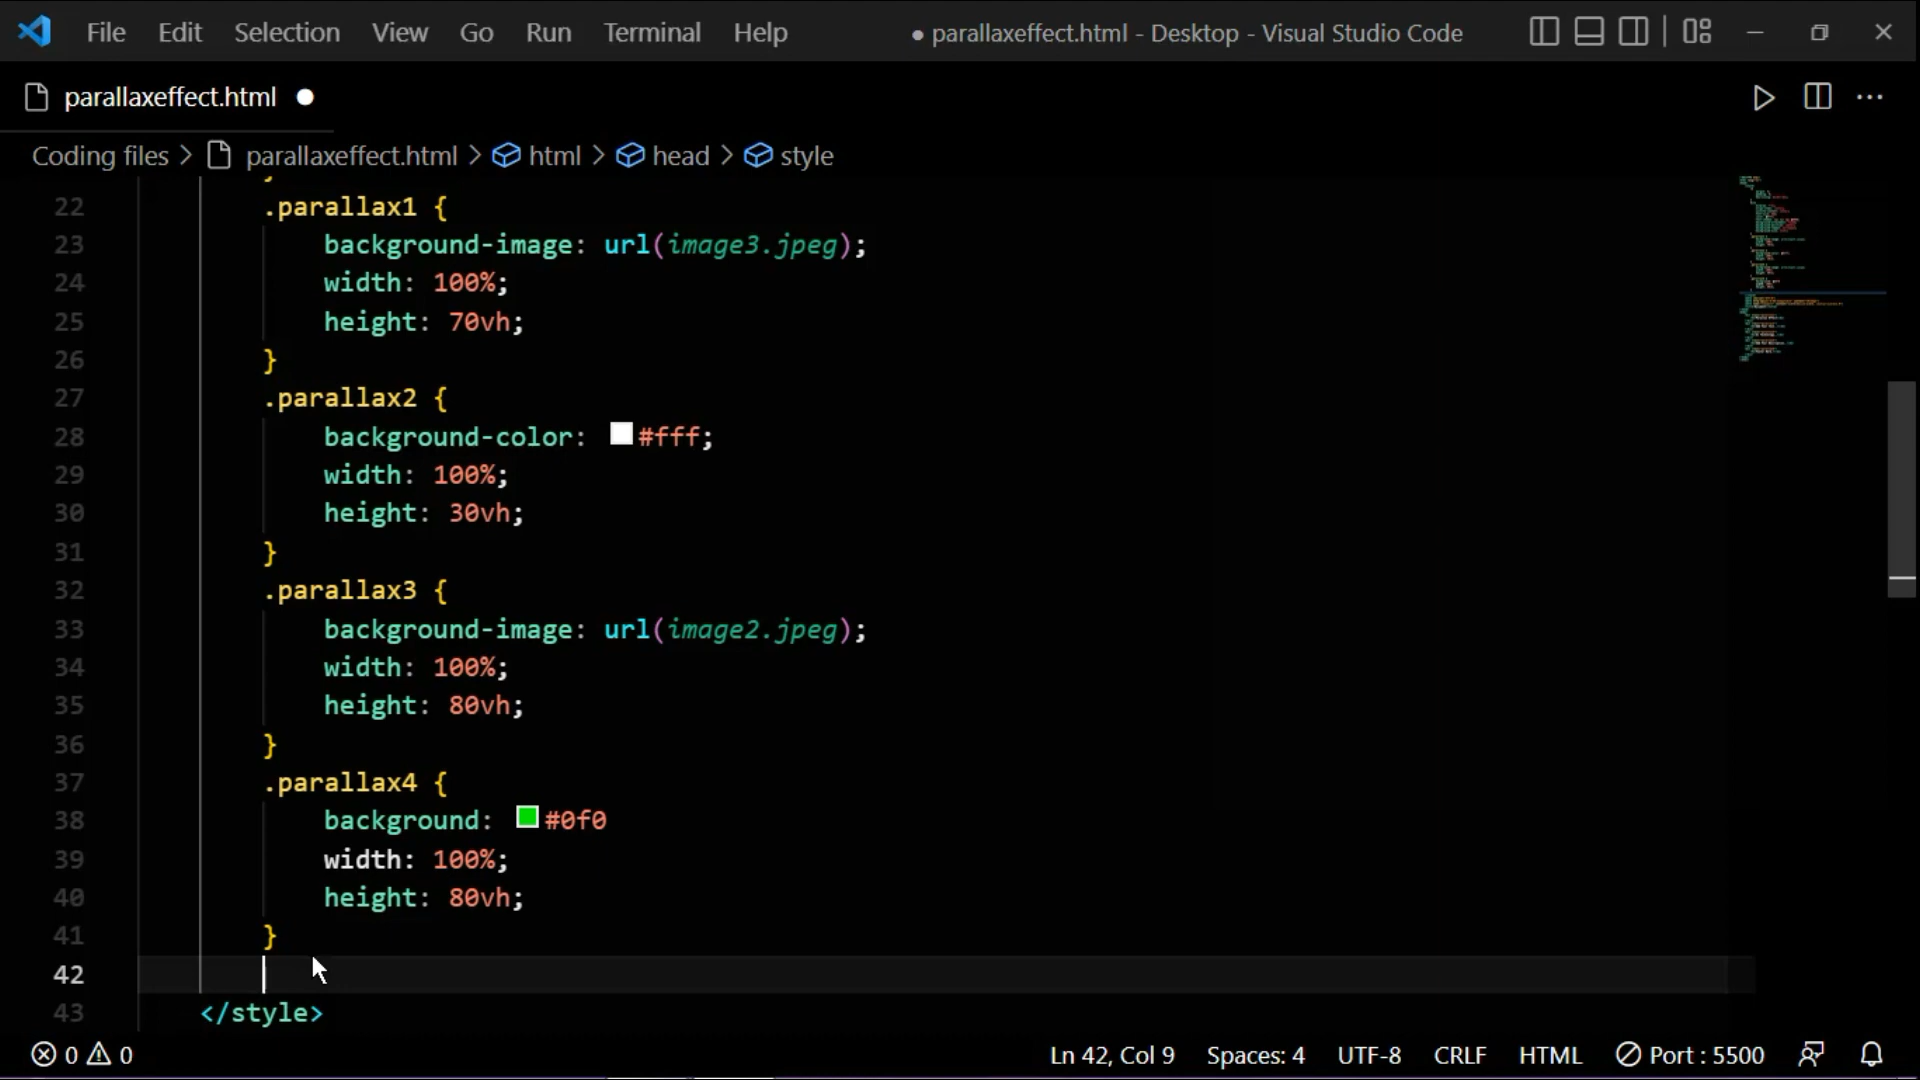 File Edit Selection View Go Run Terminal Help ● parallaxeffect.html - Desktop - Visual Studio Code
parallaxeffect.html ●
Coding files > parallaxeffect.html > html > head > style
22 .parallax1 {
23 background-image: url(image3.jpeg);
24 width: 100%;
25 height: 70vh;
26 }
27 .parallax2 {
28 background-color: #fff;
29 width: 100%;
30 height: 30vh;
31 }
32 .parallax3 {
33 background-image: url(image2.jpeg);
34 width: 100%;
35 height: 80vh;
36 }
37 .parallax4 {
38 background: #0f0
39 width: 100%;
40 height: 80vh;
41 }
42
43 </style>
0 0 Ln 42, Col 9 Spaces: 4 UTF-8 CRLF HTML Port : 5500